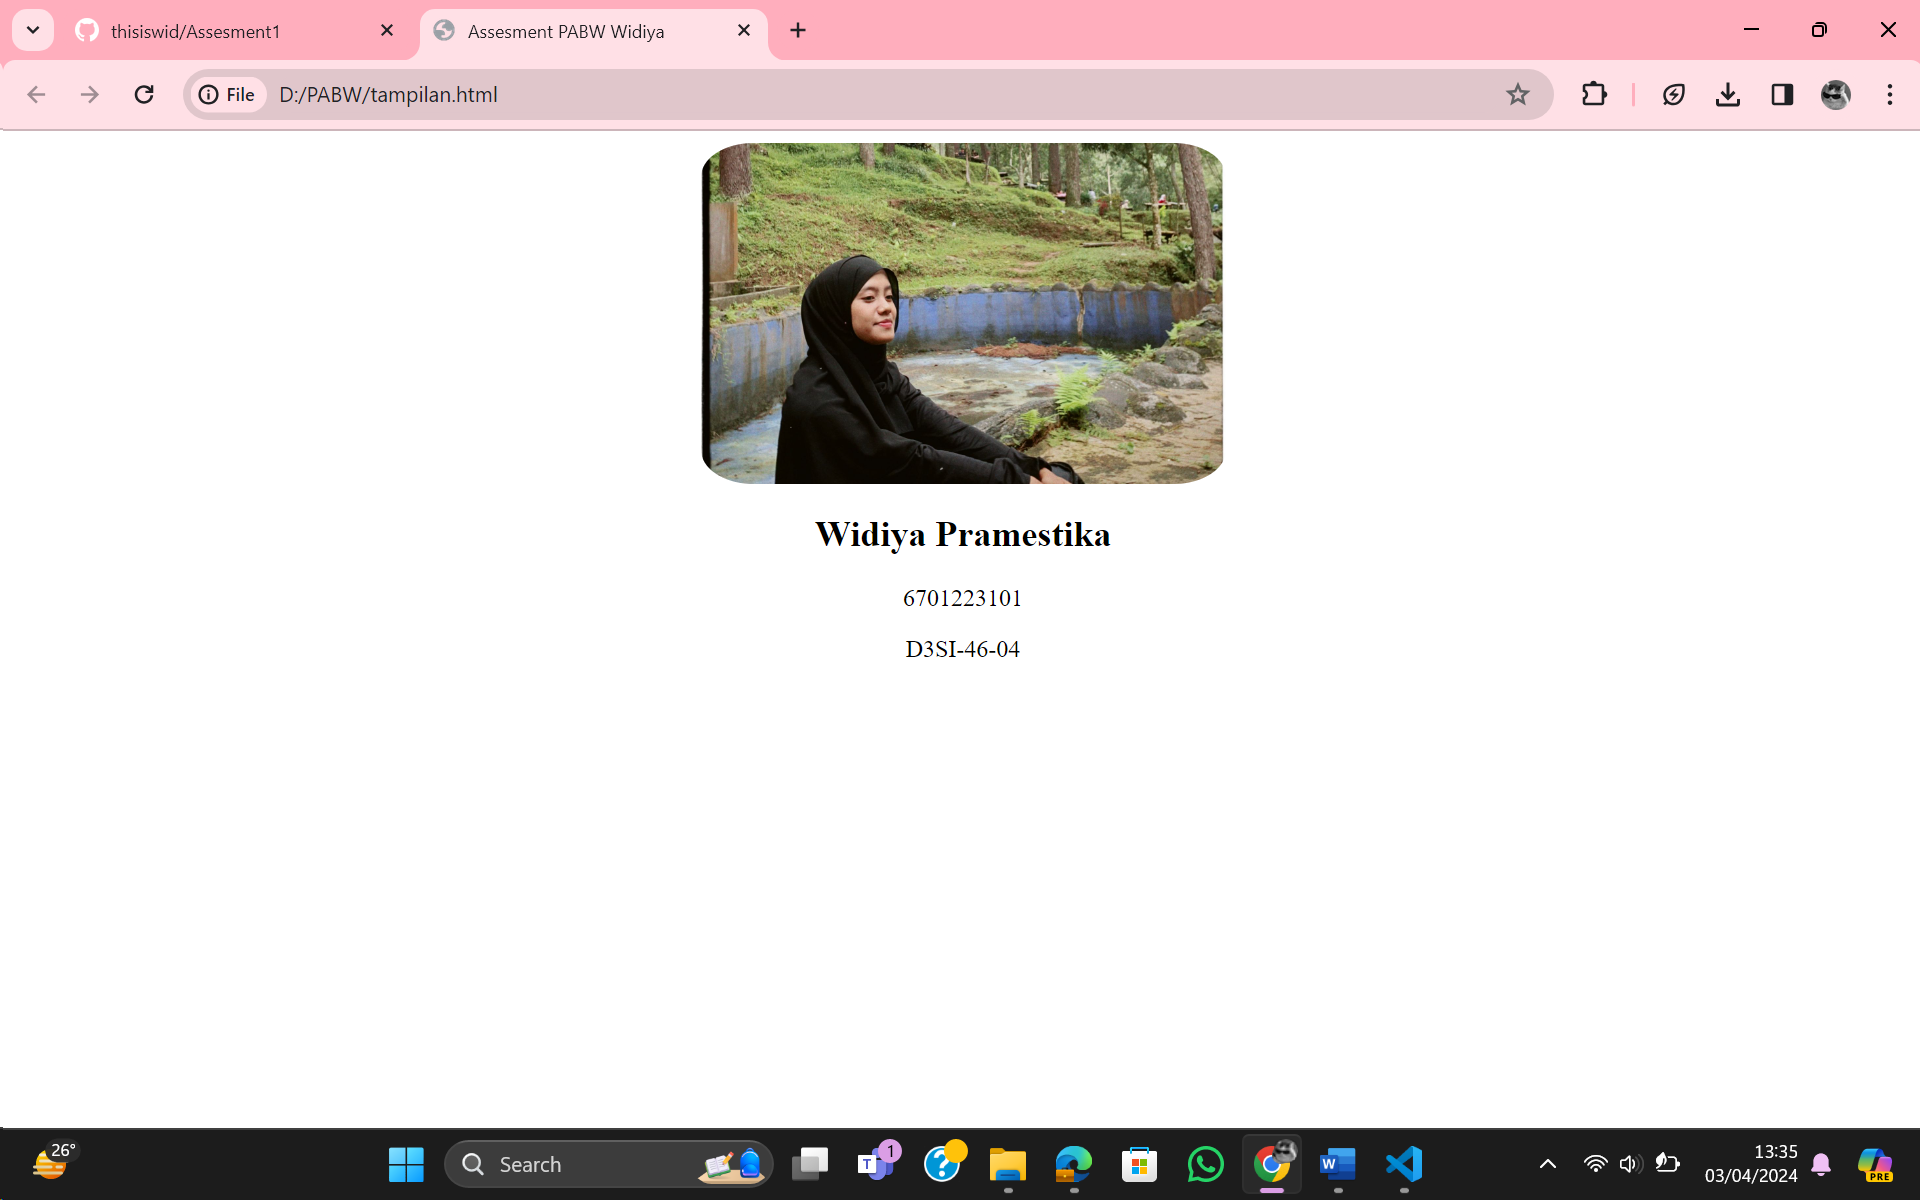 thisiswid/Assesment1
Assesment PABW Widiya
File D:/PABW/tampilan.html
Widiya Pramestika
6701223101
D3SI-46-04
26°
Search
T 1
?
W
13:35
03/04/2024
PRE